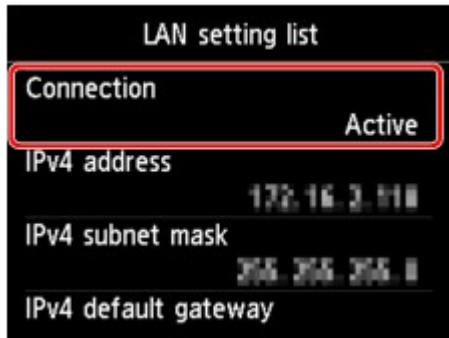 LAN setting list
Connection
Active
IPv4 address
IPv4 subnet mask
IPv4 default gateway